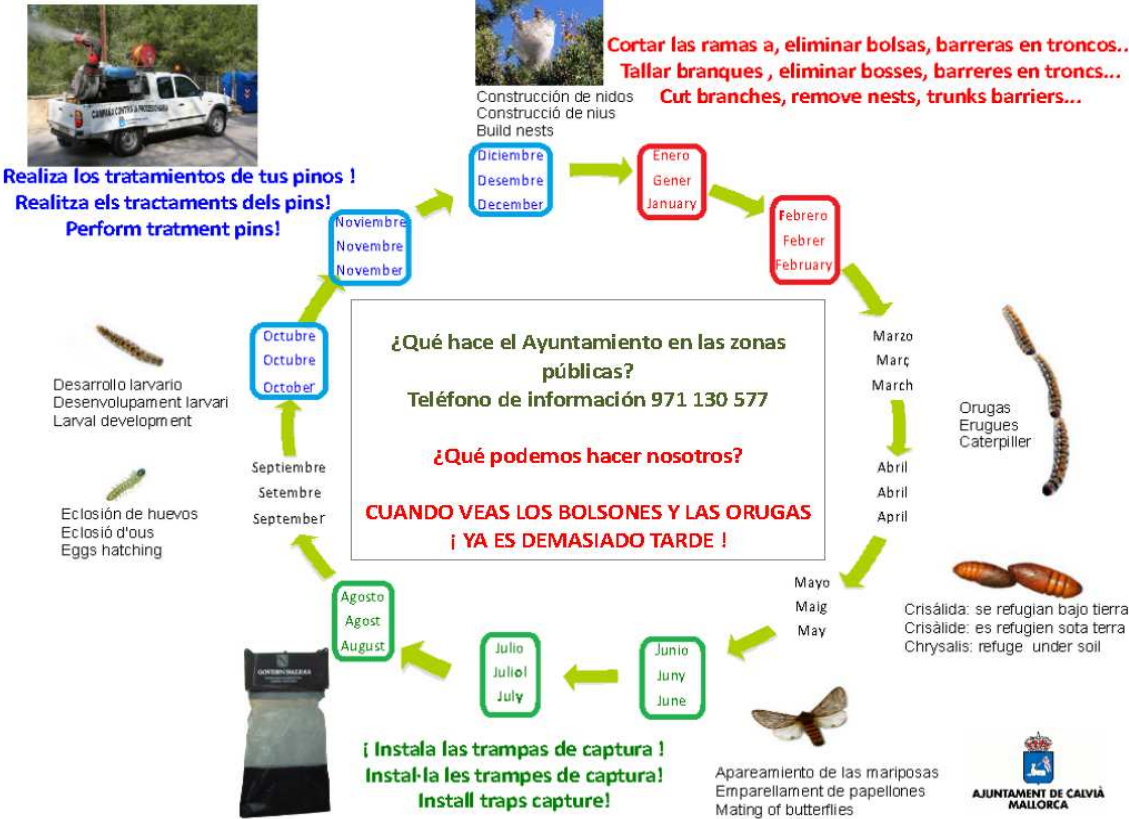 CAMPAÑA CONTRA LA PROCESIONARIA
Realiza los tratamientos de tus pinos !
Realitza els tractaments dels pins!
Perform tratment pins!
Construcción de nidos
Construcció de nius
Build nests
Cortar las ramas a, eliminar bolsas, barreras en troncos..
Tallar branques , eliminar bosses, barreres en troncs...
Cut branches, remove nests, trunks barriers...
Diciembre
Desembre
December
Enero
Gener
January
Febrero
Febrer
February
Marzo
Març
March
Orugas
Erugues
Caterpiller
Abril
Abril
April
Mayo
Maig
May
Crisálida: se refugian bajo tierra
Crisàlide: es refugien sota terra
Chrysalis: refuge under soil
Junio
Juny
June
Apareamiento de las mariposas
Emparellament de papellones
Mating of butterflies
Julio
Juliol
July
Agosto
Agost
August
GOVERN BALEAR
¡ Instala las trampas de captura !
Instal·la les trampes de captura!
Install traps capture!
Septiembre
Setembre
September
Eclosión de huevos
Eclosió d'ous
Eggs hatching
Octubre
Octubre
October
Desarrollo larvario
Desenvolupament larvari
Larval development
Noviembre
Novembre
November
¿Qué hace el Ayuntamiento en las zonas
públicas?
Teléfono de información 971 130 577
¿Qué podemos hacer nosotros?
CUANDO VEAS LOS BOLSONES Y LAS ORUGAS
¡ YA ES DEMASIADO TARDE !
AJUNTAMENT DE CALVIÀ
MALLORCA